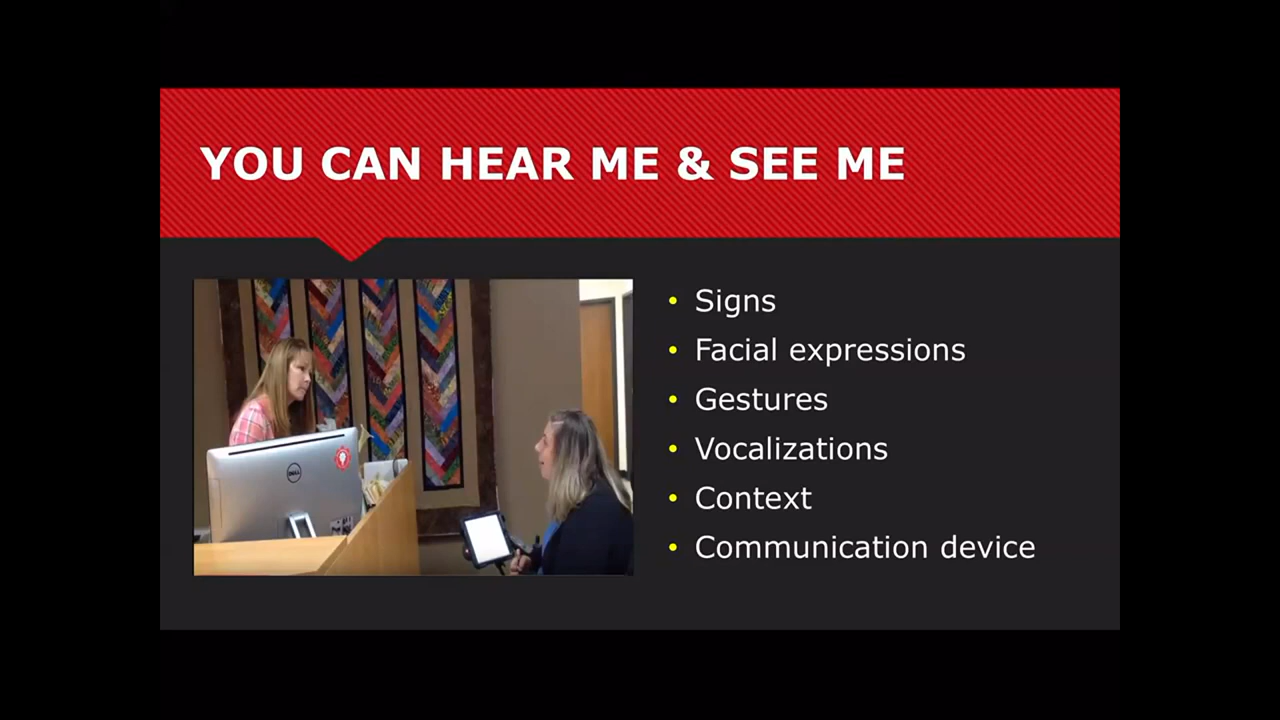 YOU CAN HEAR ME & SEE ME
Signs
Facial expressions
Gestures
Vocalizations
Context
Communication device
DELL